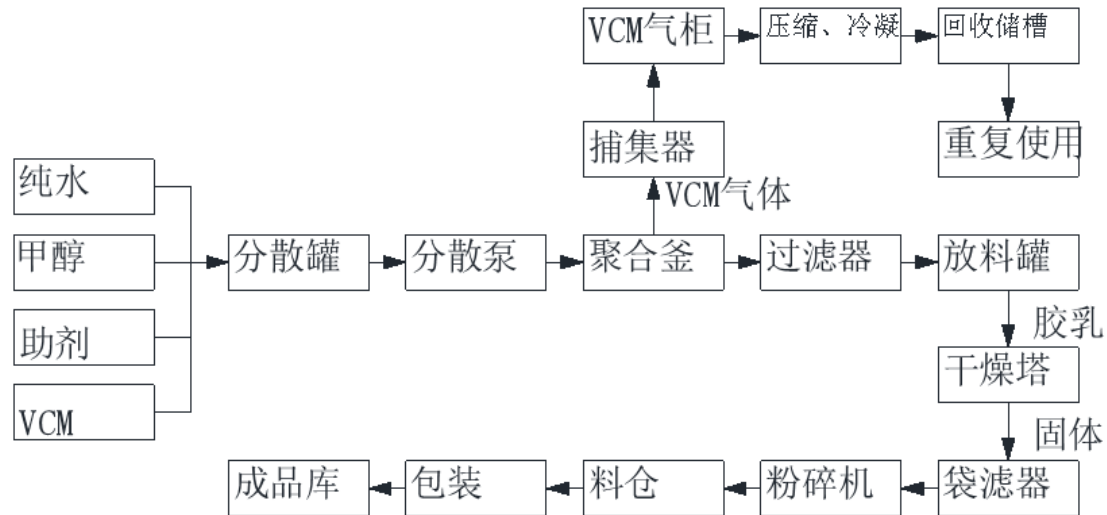 VCM气柜
压缩、冷凝
回收储槽
捕集器
重复使用
纯水
VCM气体
甲醇
分散罐
分散泵
聚合釜
过滤器
放料罐
助剂
胶乳
干燥塔
VCM
固体
成品库
包装
料仓
粉碎机
袋滤器